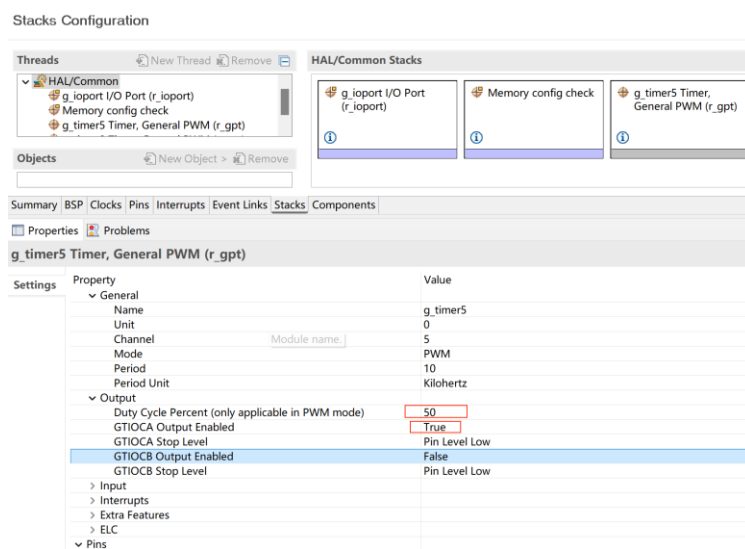 Stacks Configuration
Threads
New Thread
Remove
HAL/Common Stacks
HAL/Common
g_ioport I/O Port (r_ioport)
Memory config check
g_timer5 Timer, General PWM (r_gpt)
g_ioport I/O Port
(r_ioport)
Memory config check
g_timer5 Timer,
General PWM (r_gpt)
Objects
New Object >
Remove
Summary BSP Clocks Pins Interrupts Event Links Stacks Components
Properties Problems
g_timer5 Timer, General PWM (r_gpt)
Settings
Property Value
General
Name g_timer5
Unit 0
Channel 5
Module name.
Mode PWM
Period 10
Period Unit Kilohertz
Output
Duty Cycle Percent (only applicable in PWM mode) 50
GTIOCA Output Enabled True
GTIOCA Stop Level Pin Level Low
GTIOCB Output Enabled False
GTIOCB Stop Level Pin Level Low
> Input
> Interrupts
> Extra Features
> ELC
Pins